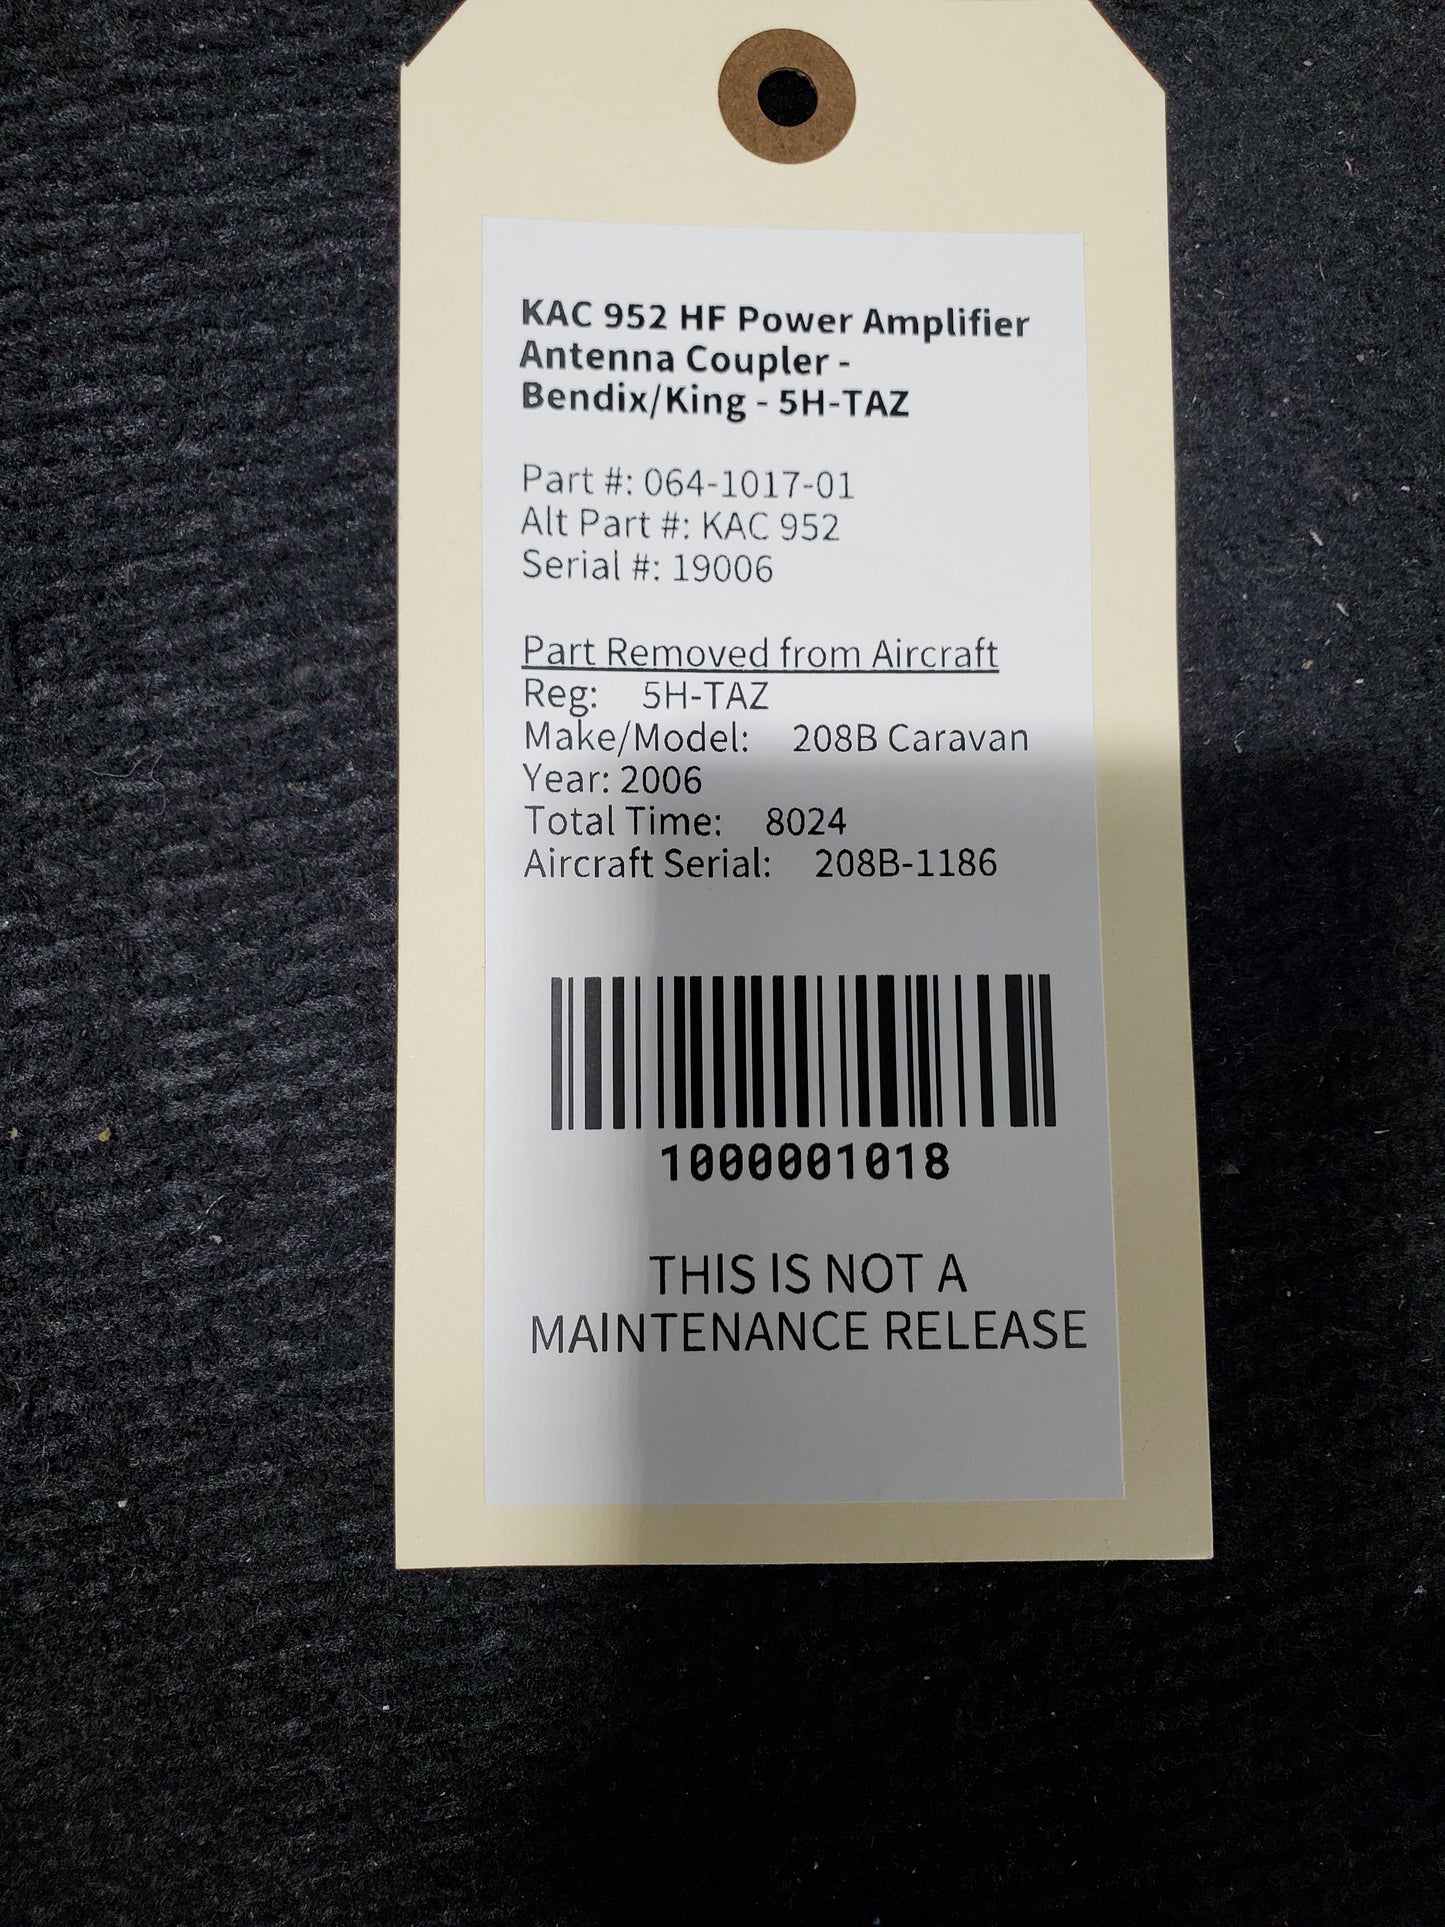 KAC 952 HF Power Amplifier
Antenna Coupler -
Bendix/King - 5H-TAZ
Part #: 064-1017-01
Alt Part #: KAC 952
Serial #: 19006
Part Removed from Aircraft
Reg: 5H-TAZ
Make/Model: 208B Caravan
Year: 2006
Total Time: 8024
Aircraft Serial: 208B-1186
1000001018
THIS IS NOT A
MAINTENANCE RELEASE